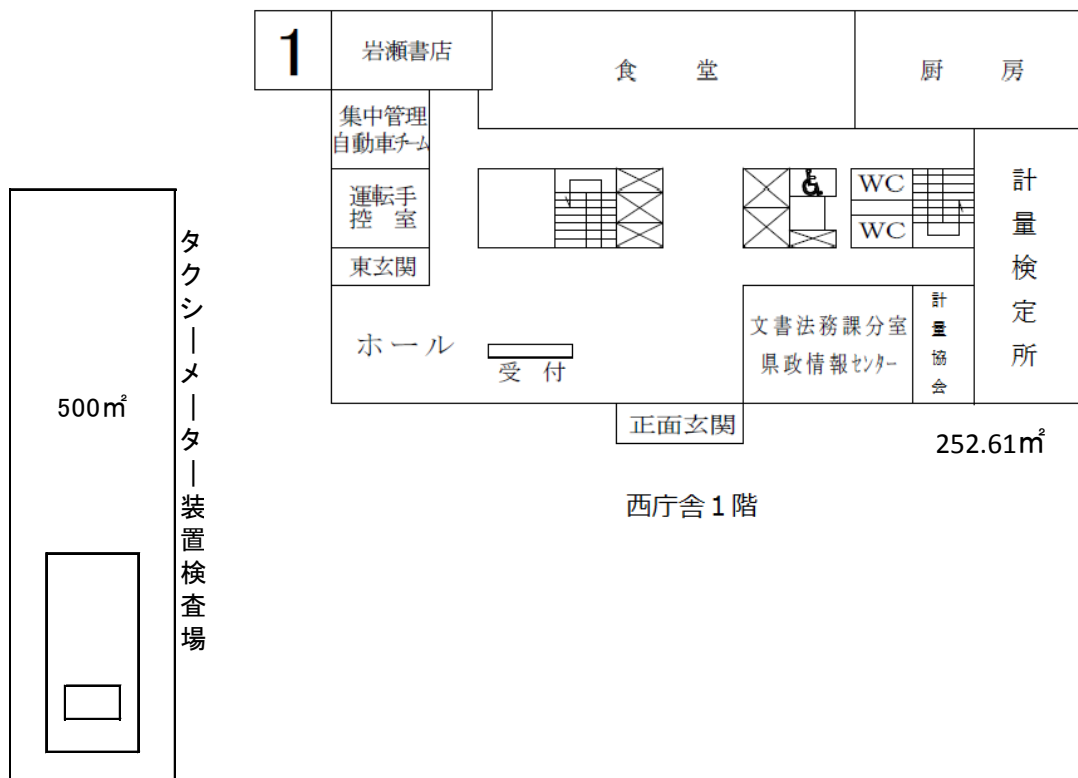 1
岩瀬書店
食堂
厨房
集中管理
自動車チーム
運転手
控室
東玄関
WC
WC
計量検定所
ホール
受付
文書法務課分室
県政情報センター
計量協会
正面玄関
252.61㎡
西庁舎1階
タクシーメーター装置検査場
500㎡